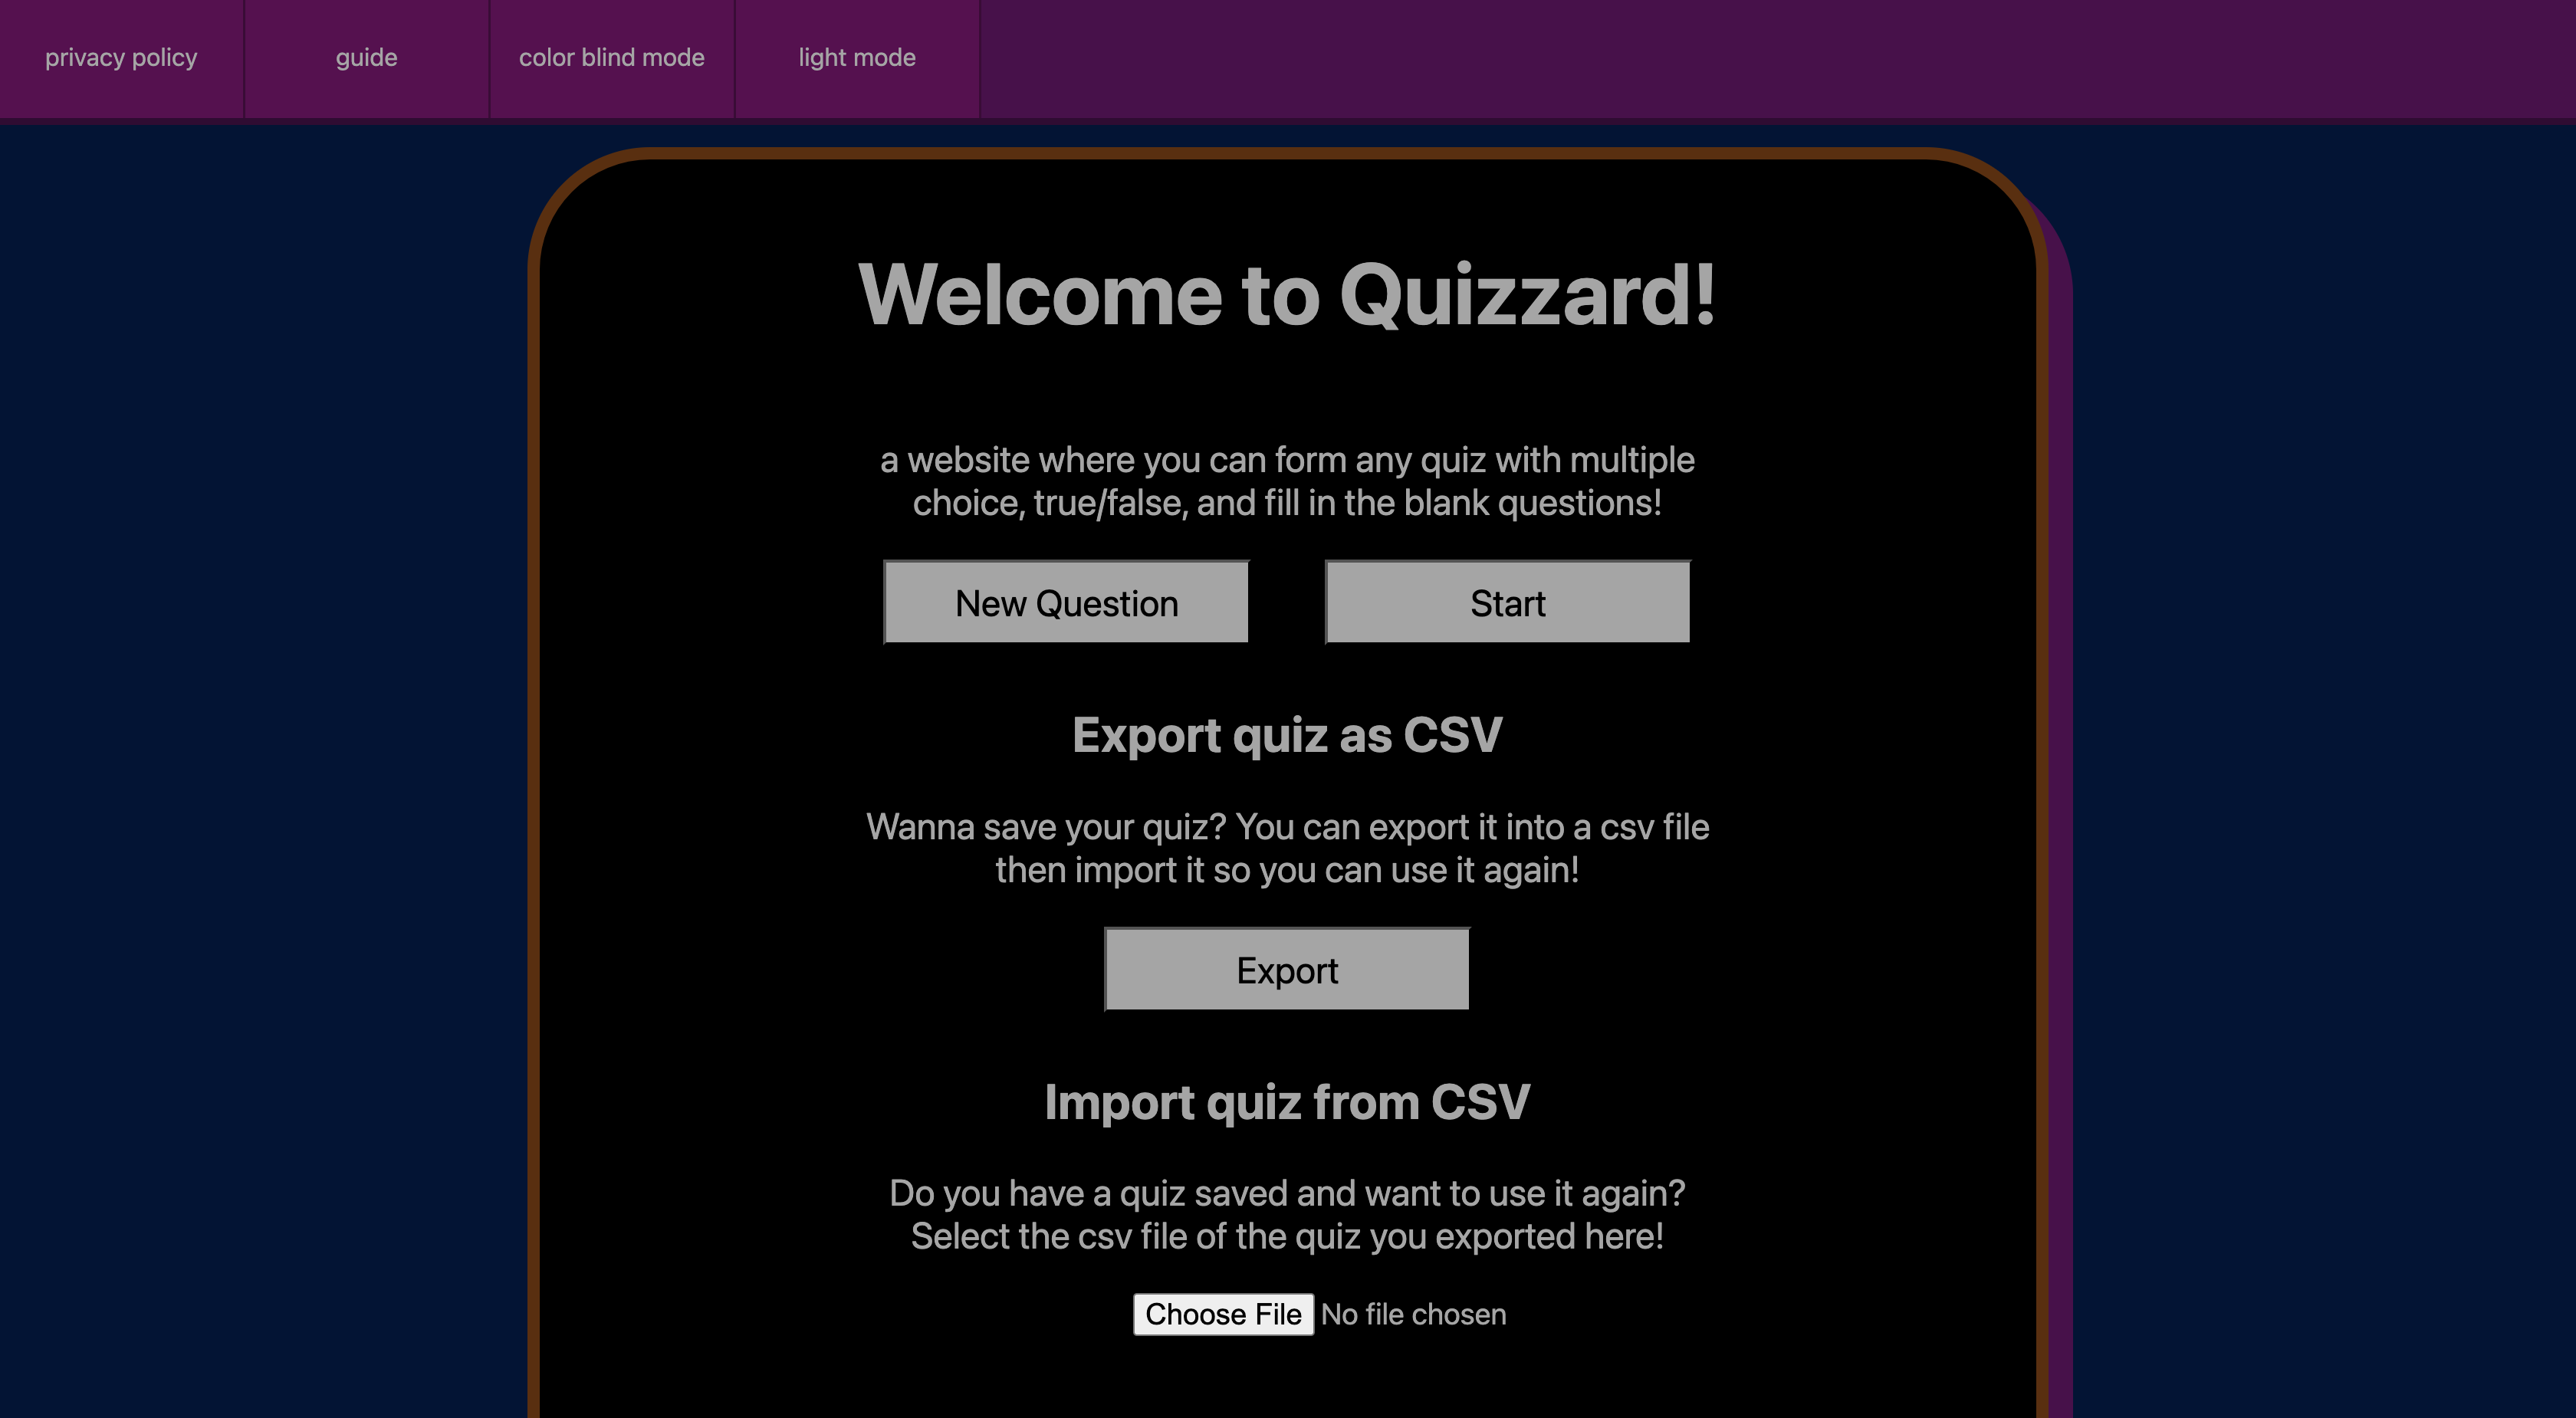 privacy policy
guide
color blind mode
light mode
Welcome to Quizzard!
a website where you can form any quiz with multiple
choice, true/false, and fill in the blank questions!
New Question
Start
Export quiz as CSV
Wanna save your quiz? You can export it into a csv file
then import it so you can use it again!
Export
Import quiz from CSV
Do you have a quiz saved and want to use it again?
Select the csv file of the quiz you exported here!
Choose File No file chosen